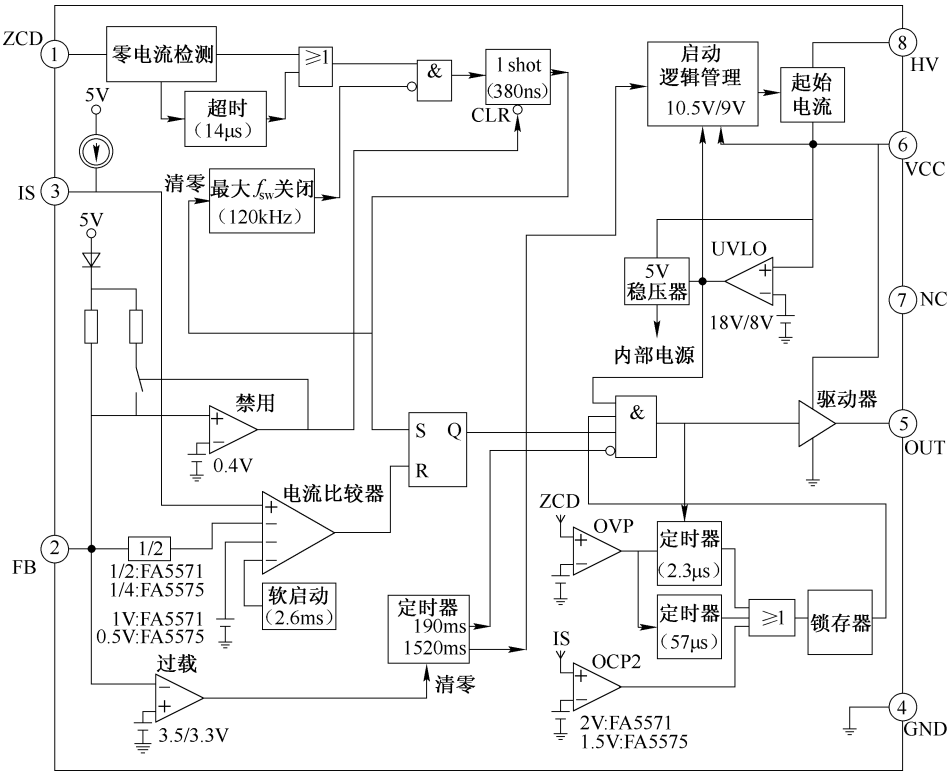 ZCD
1
零电流检测
≥1
&
1 shot
(380ns)
CLR
启动
逻辑管理
10.5V/9V
起始
电流
8
HV
5V
超时
(14μs)
6
VCC
IS
3
清零
最大fsw关闭
(120kHz)
5V
UVLO
+
−
5V
稳压器
18V/8V
内部电源
7
NC
禁用
+
−
0.4V
S
Q
R
&
驱动器
5
OUT
电流比较器
+
−
−
−
2
FB
1/2
1/2:FA5571
1/4:FA5575
1V:FA5571
0.5V:FA5575
软启动
(2.6ms)
定时器
190ms
1520ms
清零
过载
−
+
3.5/3.3V
ZCD
OVP
+
−
定时器
(2.3μs)
定时器
(57μs)
≥1
锁存器
IS
OCP2
+
−
2V:FA5571
1.5V:FA5575
4
GND